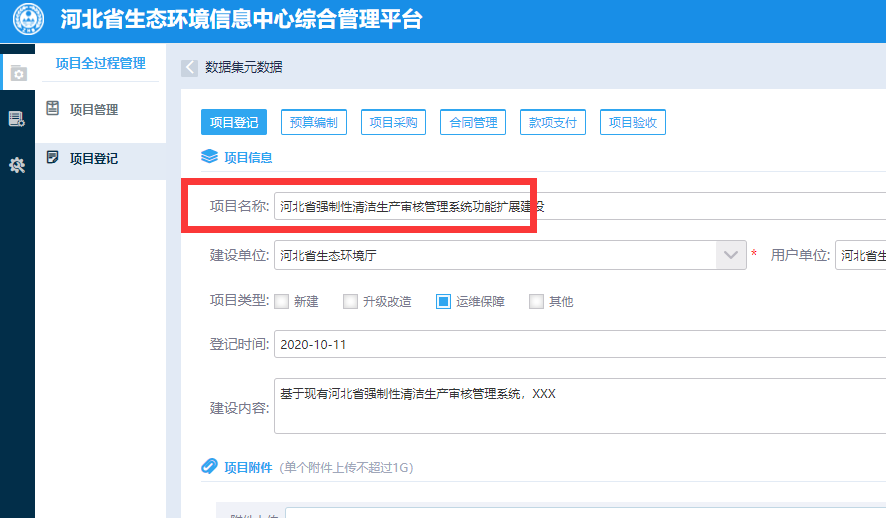 河北省生态环境信息中心综合管理平台
项目全过程管理
项目管理
项目登记
数据集元数据
项目登记 预算编制 项目采购 合同管理 款项支付 项目验收
项目信息
项目名称: 河北省强制性清洁生产审核管理系统功能扩展建设
建设单位: 河北省生态环境厅 * 用户单位: 河北省生
项目类型: 新建 升级改造 运维保障 其他
登记时间: 2020-10-11
建设内容: 基于现有河北省强制性清洁生产审核管理系统，XXX
项目附件 (单个附件上传不超过1G)